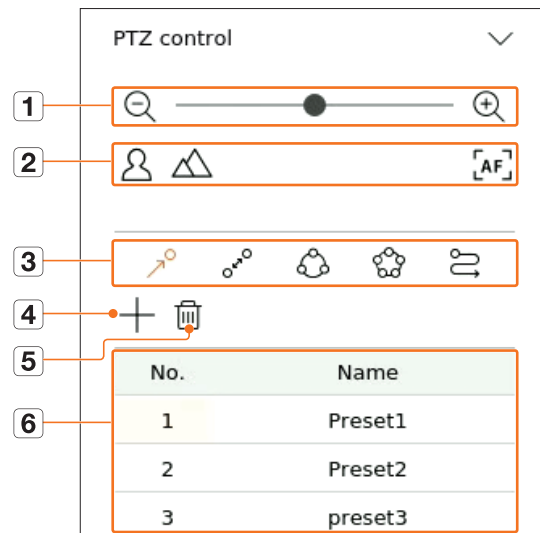 PTZ control
1
2
AF
3
4
5
6
No. Name
1 Preset1
2 Preset2
3 preset3